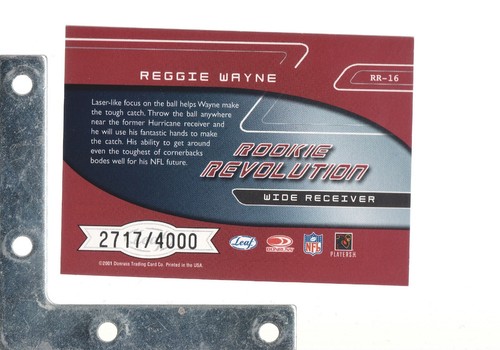 REGGIE WAYNE
RR-16
Laser-like focus on the ball helps Wayne make
the tough catch. Throw the ball anywhere
near the former Hurricane receiver and
he will use his fantastic hands to make
the catch. His ability to get around
even the toughest of cornerbacks
bodes well for his NFL future.
ROOKIE
REVOLUTION
WIDE RECEIVER
2717/4000
Leaf
DONRUSS
NFL
PLAYERS
©2001 Donruss Trading Card Co. Printed in the USA.